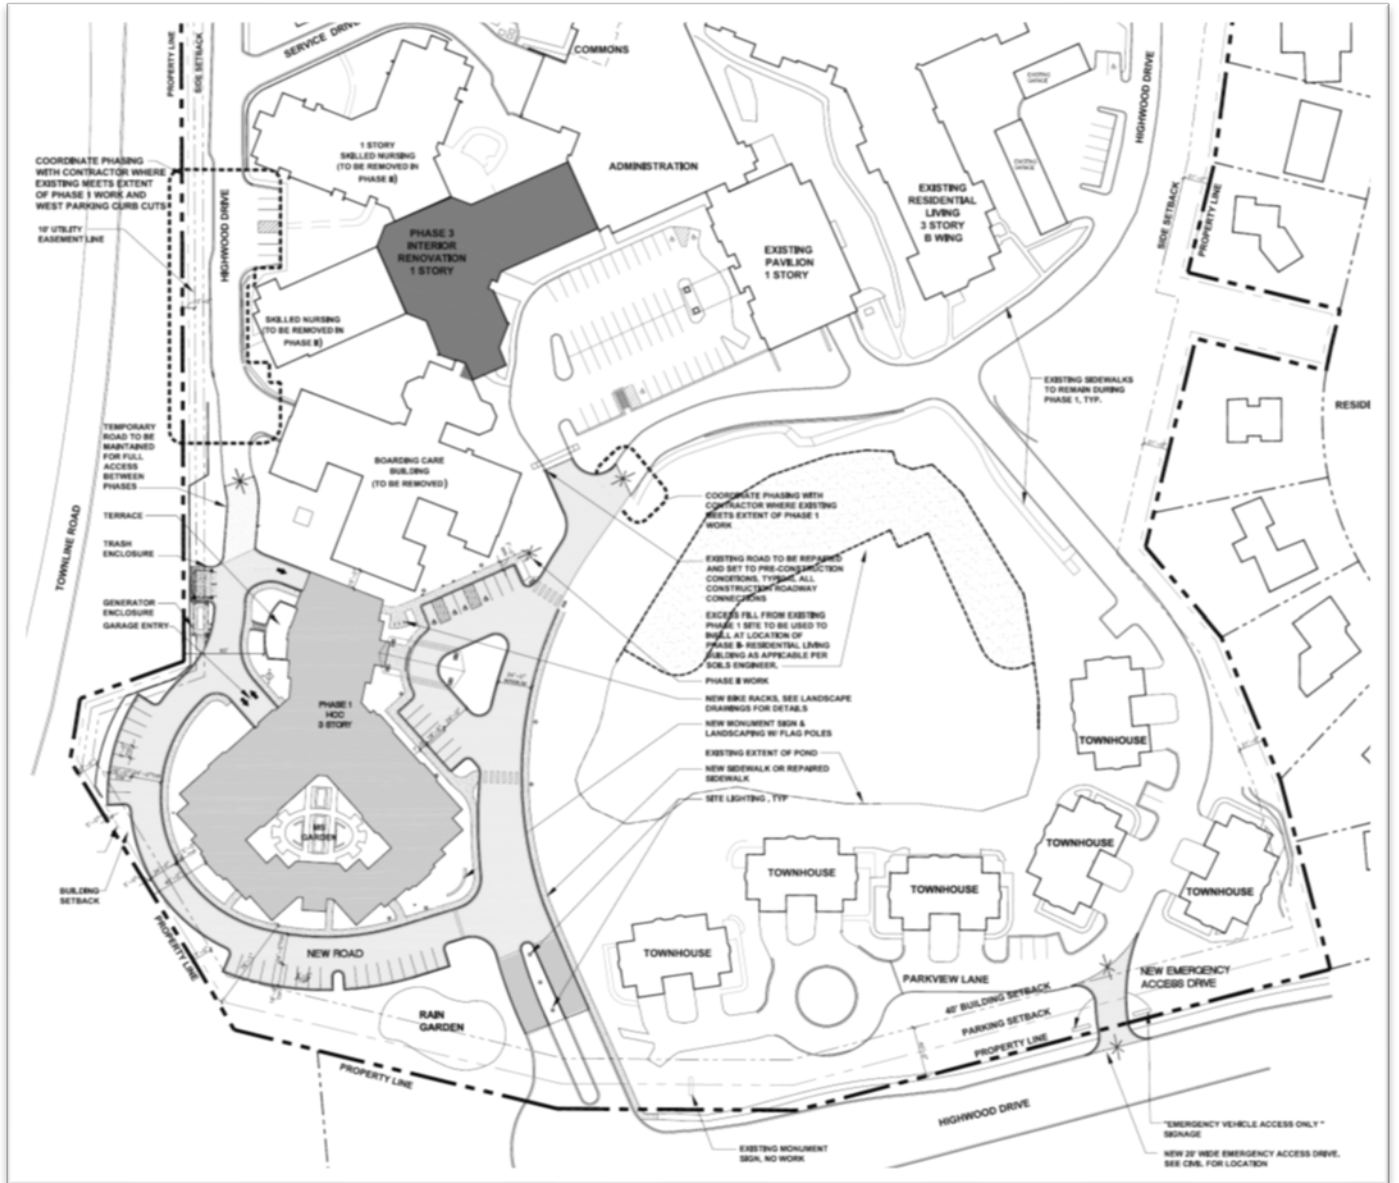 SERVICE DRIVE
COMMONS
PROPERTY LINE
SIDE SETBACK
EXISTING
GARAGE
HIGHWOOD DRIVE
1 STORY
SKILLED NURSING
(TO BE REMOVED IN
PHASE II)
ADMINISTRATION
EXISTING
GARAGE
COORDINATE PHASING
WITH CONTRACTOR WHERE
EXISTING MEETS EXTENT
OF PHASE 1 WORK AND
WEST PARKING CURB CUTS
10' UTILITY
EASEMENT LINE
HIGHWOOD DRIVE
PHASE 3
INTERIOR
RENOVATION
1 STORY
EXISTING
PAVILION
1 STORY
EXISTING
RESIDENTIAL
LIVING
3 STORY
B WING
SIDE SETBACK
PROPERTY LINE
SKILLED NURSING
(TO BE REMOVED IN
PHASE II)
EXISTING SIDEWALKS
TO REMAIN DURING
PHASE 1, TYP.
RESIDE
TEMPORARY
ROAD TO BE
MAINTAINED
FOR FULL
ACCESS
BETWEEN
PHASES
TERRACE
TRASH
ENCLOSURE
GENERATOR
ENCLOSURE
GARAGE ENTRY
TOWNLINE ROAD
BOARDING CARE
BUILDING
(TO BE REMOVED)
COORDINATE PHASING WITH
CONTRACTOR WHERE EXISTING
MEETS EXTENT OF PHASE 1
WORK
EXISTING ROAD TO BE REPAIRED
AND SET TO PRE-CONSTRUCTION
CONDITIONS, TYPICAL ALL
CONSTRUCTION ROADWAY
CONNECTIONS
EXCESS FILL FROM EXISTING
PHASE 1 SITE TO BE USED TO
INFILL AT LOCATION OF
PHASE II- RESIDENTIAL LIVING
BUILDING AS APPICABLE PER
SOILS ENGINEER.
PHASE II WORK
NEW BIKE RACKS, SEE LANDSCAPE
DRAWINGS FOR DETAILS
NEW MONUMENT SIGN &
LANDSCAPING W/ FLAG POLES
EXISTING EXTENT OF POND
NEW SIDEWALK OR REPAIRED
SIDEWALK
SITE LIGHTING , TYP
PHASE 1
HCC
3 STORY
MS
GARDEN
BUILDING
SETBACK
PROPERTY LINE
NEW ROAD
RAIN
GARDEN
PROPERTY LINE
TOWNHOUSE
TOWNHOUSE
TOWNHOUSE
TOWNHOUSE
TOWNHOUSE
TOWNHOUSE
PARKVIEW LANE
NEW EMERGENCY
ACCESS DRIVE
40' BUILDING SETBACK
PARKING SETBACK
PROPERTY LINE
HIGHWOOD DRIVE
EXISTING MONUMENT
SIGN, NO WORK
"EMERGENCY VEHICLE ACCESS ONLY "
SIGNAGE
NEW 20' WIDE EMERGENCY ACCESS DRIVE,
SEE CIVIL FOR LOCATION